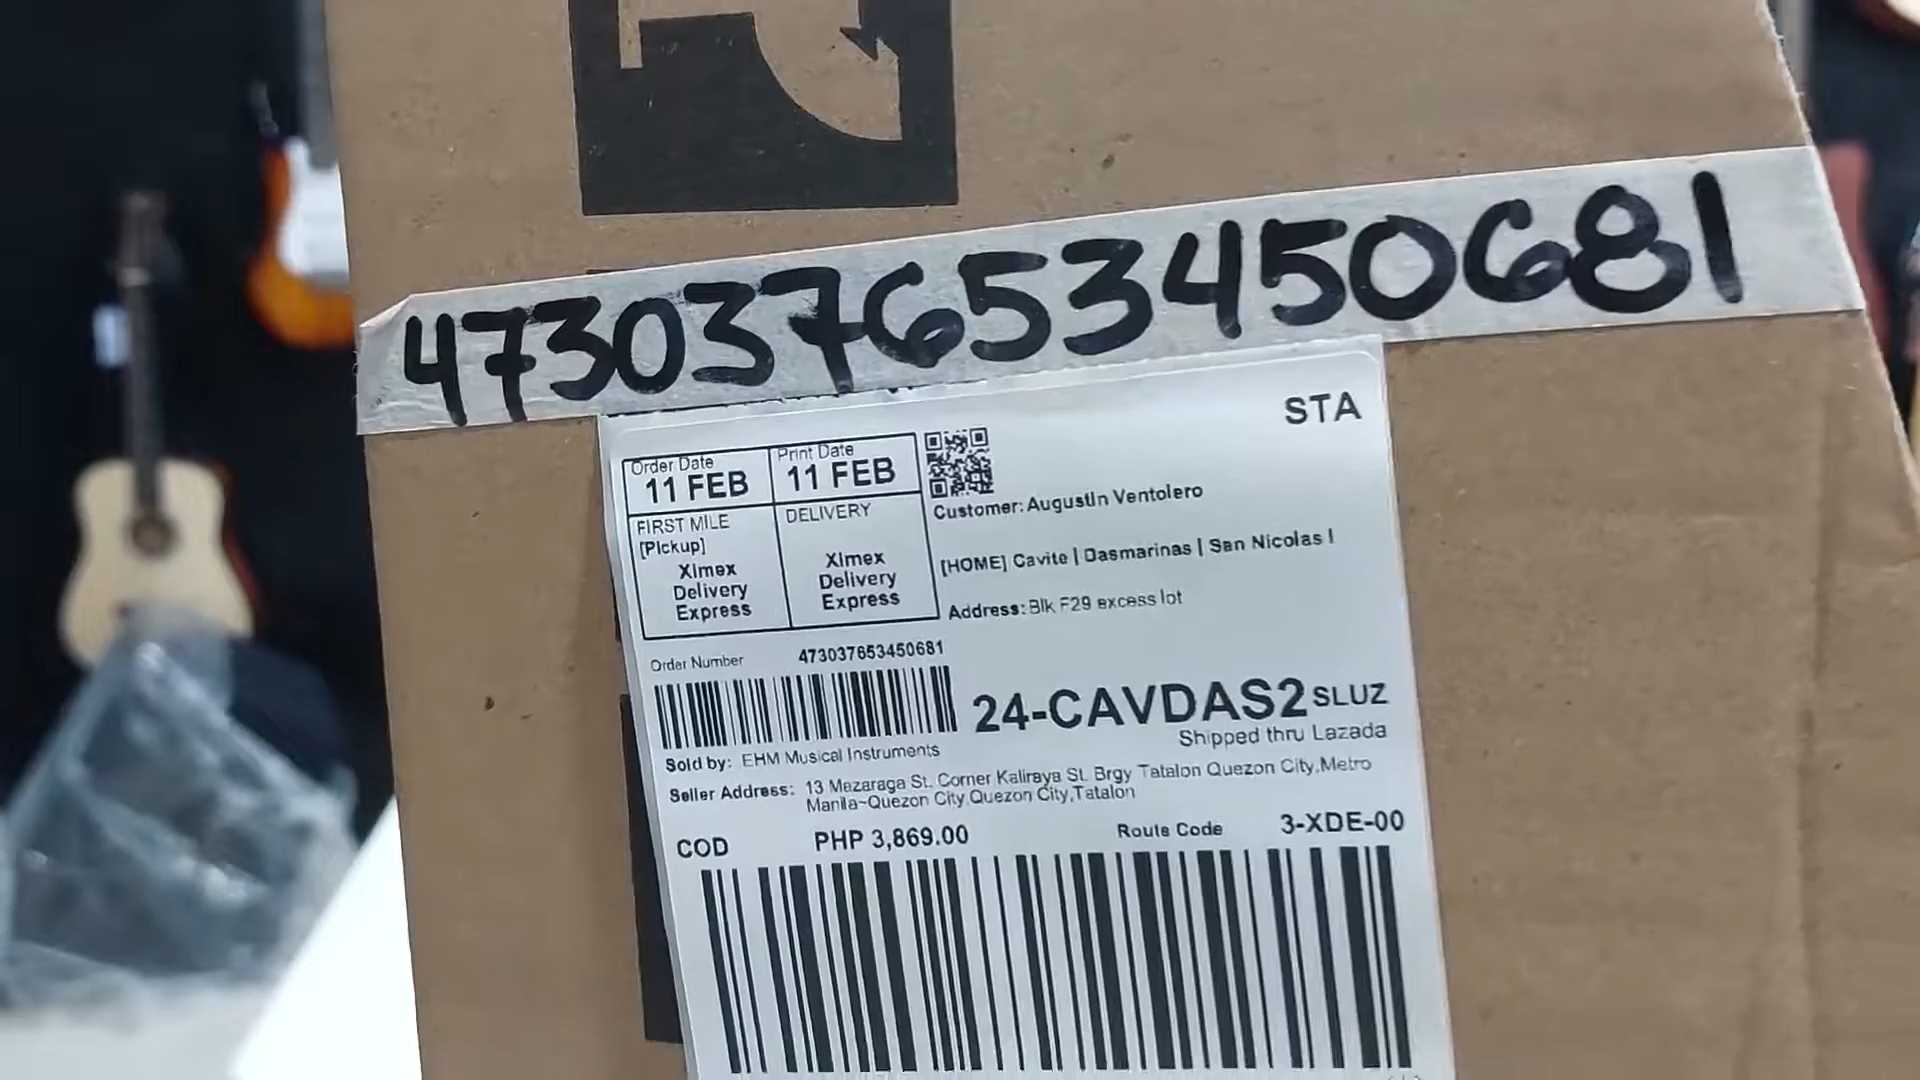 473037653450681
STA
Order Date
11 FEB
Print Date
11 FEB
FIRST MILE
[Pickup]
Ximex
Delivery
Express
DELIVERY
Ximex
Delivery
Express
Customer: Augustin Ventolero
[HOME] Cavite | Dasmarinas | San Nicolas I
Address: Blk F29 excess lot
Order Number 473037653450681
24-CAVDAS2 SLUZ
Shipped thru Lazada
Sold by: EHM Musical Instruments
Seller Address: 13 Mazaraga St. Corner Kaliraya St. Brgy Tatalon Quezon City,Metro
Manila~Quezon City,Quezon City,Tatalon
COD PHP 3,869.00 Route Code 3-XDE-00